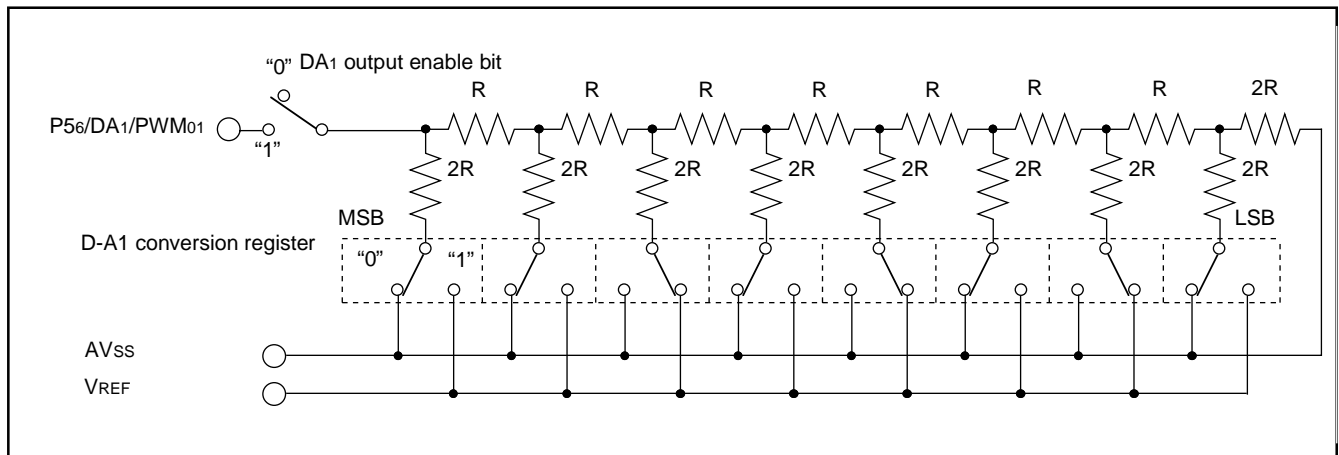 “0” DA1 output enable bit
R R R R R R R 2R
P56/DA1/PWM01
“1”
2R 2R 2R 2R 2R 2R 2R 2R
MSB LSB
D-A1 conversion register
“0” “1”
AVSS
VREF